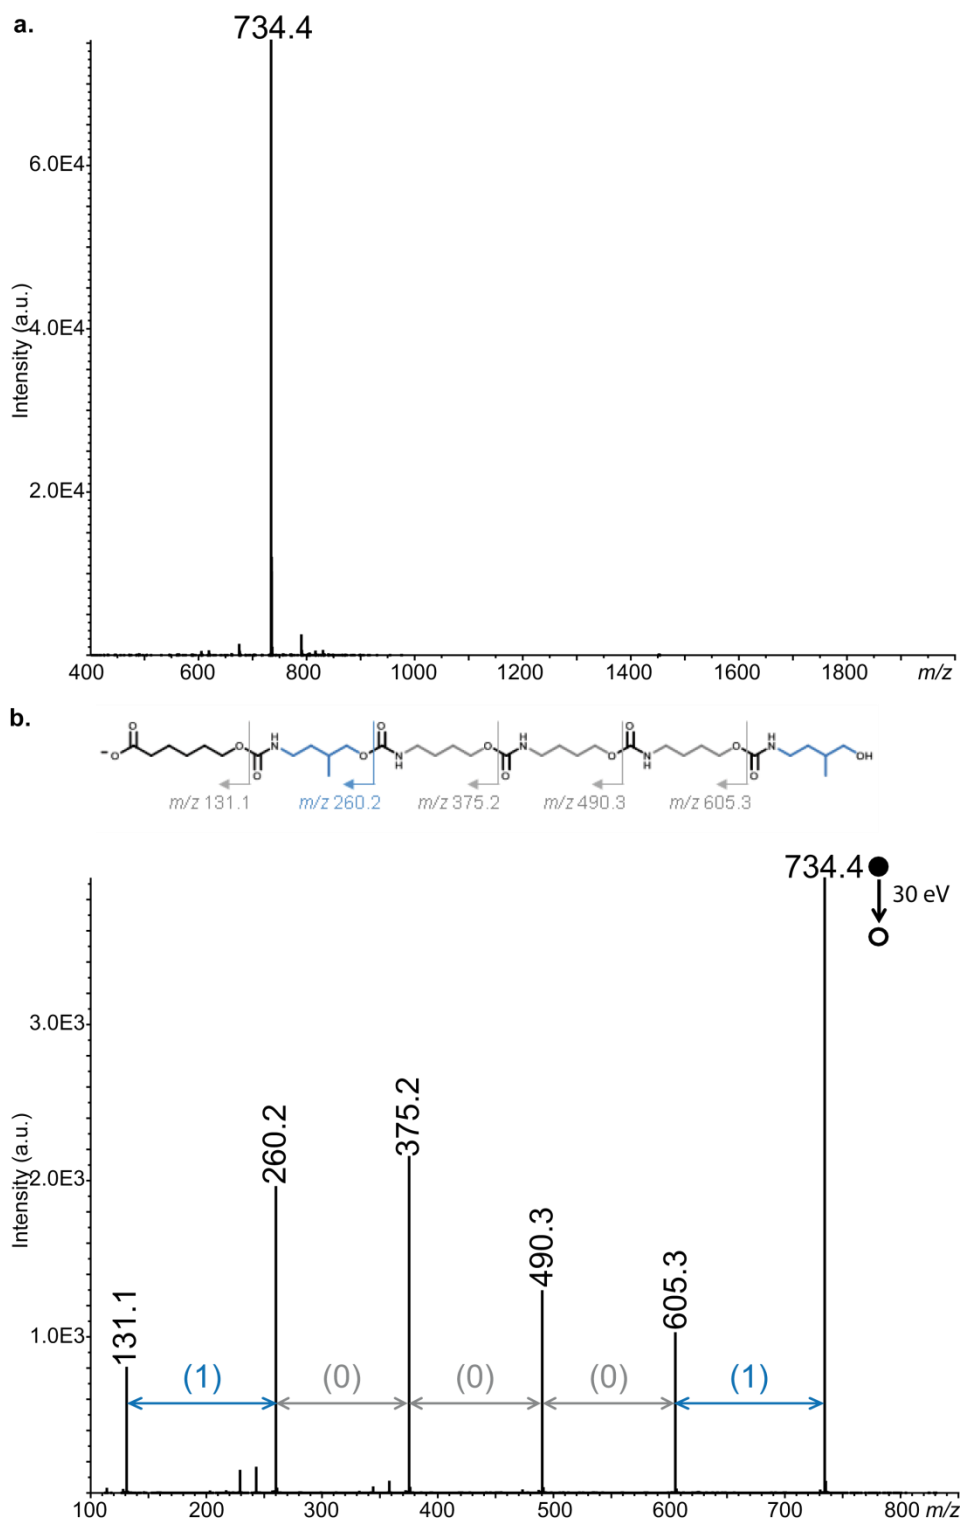 a.
734.4
6.0E4
4.0E4
2.0E4
Intensity (a.u.)
400 600 800 1000 1200 1400 1600 1800 m/z
b.
O H O H O H
⁻O O N O N O N O N O N OH
O H O H O
m/z 131.1 m/z 260.2 m/z 375.2 m/z 490.3 m/z 605.3
734.4
30 eV
3.0E3
2.0E3
1.0E3
Intensity (a.u.)
131.1
260.2
375.2
490.3
605.3
(1) (0) (0) (0) (1)
100 200 300 400 500 600 700 800 m/z